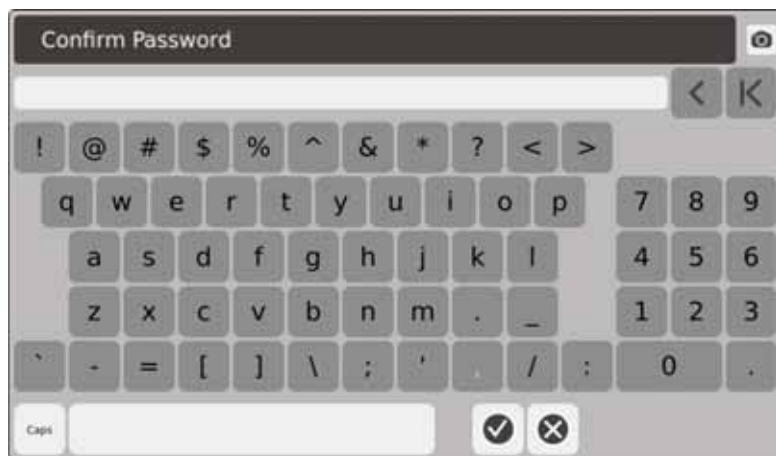 Confirm Password
! @ # $ % ^ & * ? < >
q w e r t y u i o p 7 8 9
a s d f g h j k l 4 5 6
z x c v b n m . _ 1 2 3
` - = [ ] \ ; ' , / : 0 .
Caps